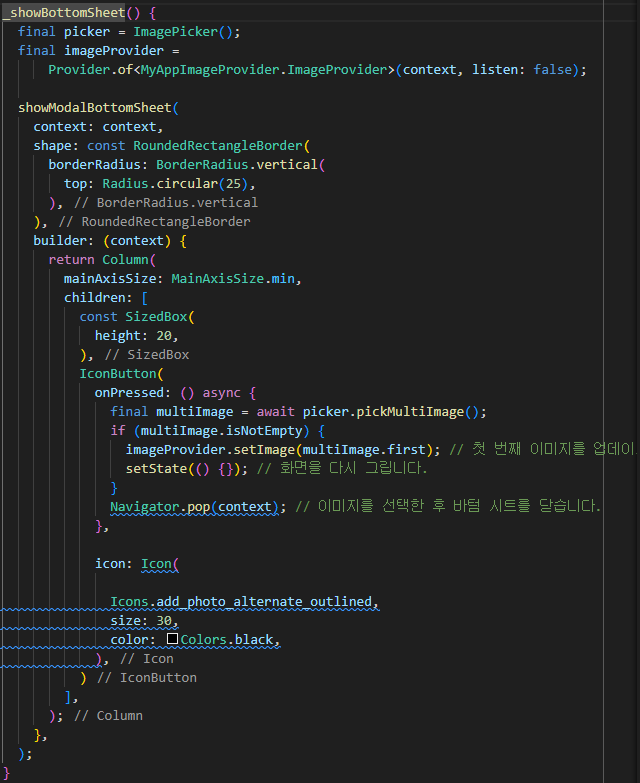 _showBottomSheet() {
final picker = ImagePicker();
final imageProvider =
Provider.of<MyAppImageProvider.ImageProvider>(context, listen: false);
showModalBottomSheet(
context: context,
shape: const RoundedRectangleBorder(
borderRadius: BorderRadius.vertical(
top: Radius.circular(25),
), // BorderRadius.vertical
), // RoundedRectangleBorder
builder: (context) {
return Column(
mainAxisSize: MainAxisSize.min,
children: [
const SizedBox(
height: 20,
), // SizedBox
IconButton(
onPressed: () async {
final multiImage = await picker.pickMultiImage();
if (multiImage.isNotEmpty) {
imageProvider.setImage(multiImage.first); // 첫 번째 이미지를 업데이
setState(() {}); // 화면을 다시 그립니다.
}
Navigator.pop(context); // 이미지를 선택한 후 바텀 시트를 닫습니다.
},
icon: Icon(
Icons.add_photo_alternate_outlined,
size: 30,
color: Colors.black,
), // Icon
) // IconButton
],
); // Column
},
);
}